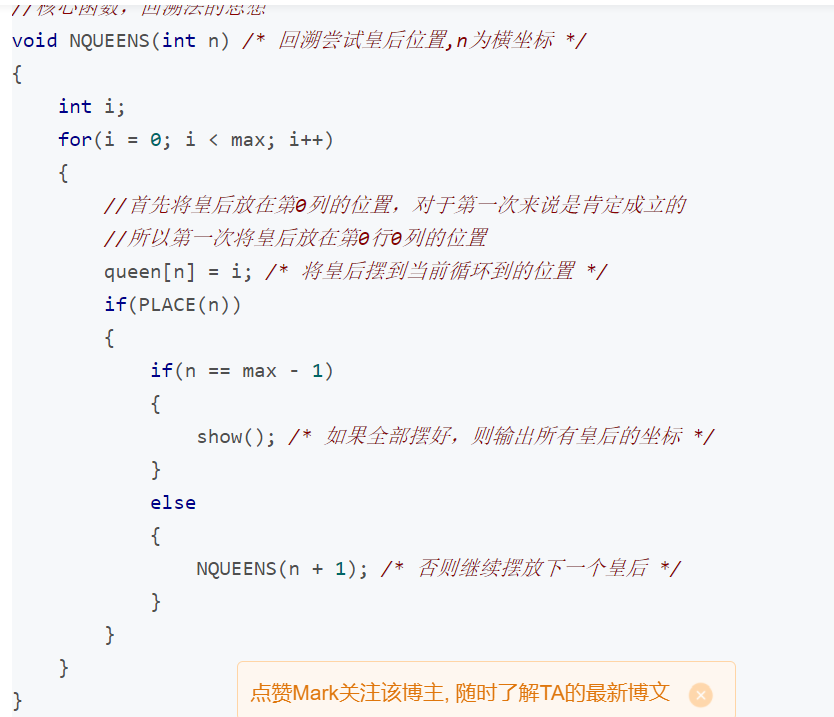 //核心函数，回溯法的思想
void NQUEENS(int n) /* 回溯尝试皇后位置,n为横坐标 */
{
    int i;
    for(i = 0; i < max; i++)
    {
        //首先将皇后放在第0列的位置，对于第一次来说是肯定成立的
        //所以第一次将皇后放在第0行0列的位置
        queen[n] = i; /* 将皇后摆到当前循环到的位置 */
        if(PLACE(n))
        {
            if(n == max - 1)
            {
                show(); /* 如果全部摆好，则输出所有皇后的坐标 */
            }
            else
            {
                NQUEENS(n + 1); /* 否则继续摆放下一个皇后 */
            }
        }
    }
}
点赞Mark关注该博主, 随时了解TA的最新博文